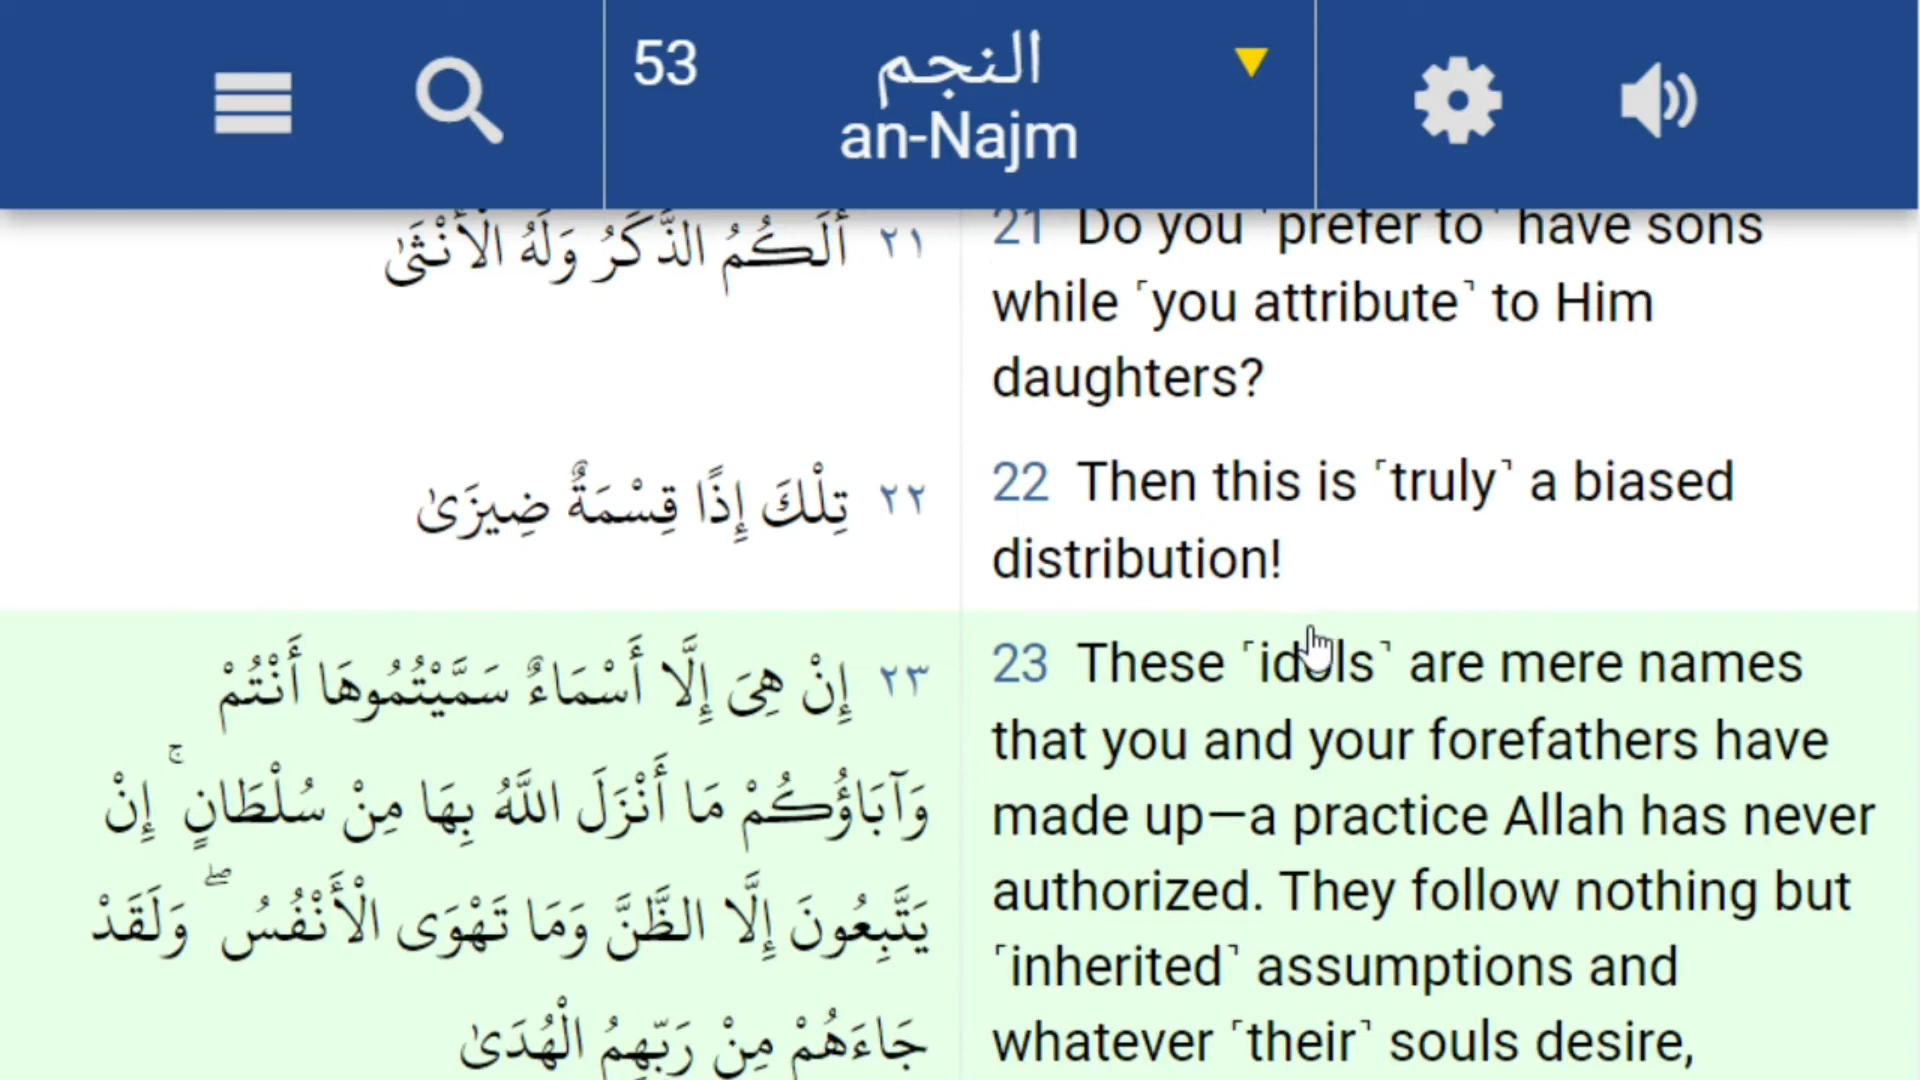 53
النجم
an-Najm
٢١ أَلَكُمُ الذَّكَرُ وَلَهُ الْأُنْثَىٰ
21 Do you ˹prefer to˺ have sons
while ˹you attribute˺ to Him
daughters?
٢٢ تِلْكَ إِذًا قِسْمَةٌ ضِيزَىٰ
22 Then this is ˹truly˺ a biased
distribution!
٢٣ إِنْ هِىَ إِلَّا أَسْمَاءٌ سَمَّيْتُمُوهَا أَنْتُمْ
وَآبَاؤُكُمْ مَا أَنْزَلَ اللَّهُ بِهَا مِنْ سُلْطَانٍ ۚ إِنْ
يَتَّبِعُونَ إِلَّا الظَّنَّ وَمَا تَهْوَى الْأَنْفُسُ ۖ وَلَقَدْ
جَاءَهُمْ مِنْ رَبِّهِمُ الْهُدَىٰ
23 These ˹idols˺ are mere names
that you and your forefathers have
made up—a practice Allah has never
authorized. They follow nothing but
˹inherited˺ assumptions and
whatever ˹their˺ souls desire,